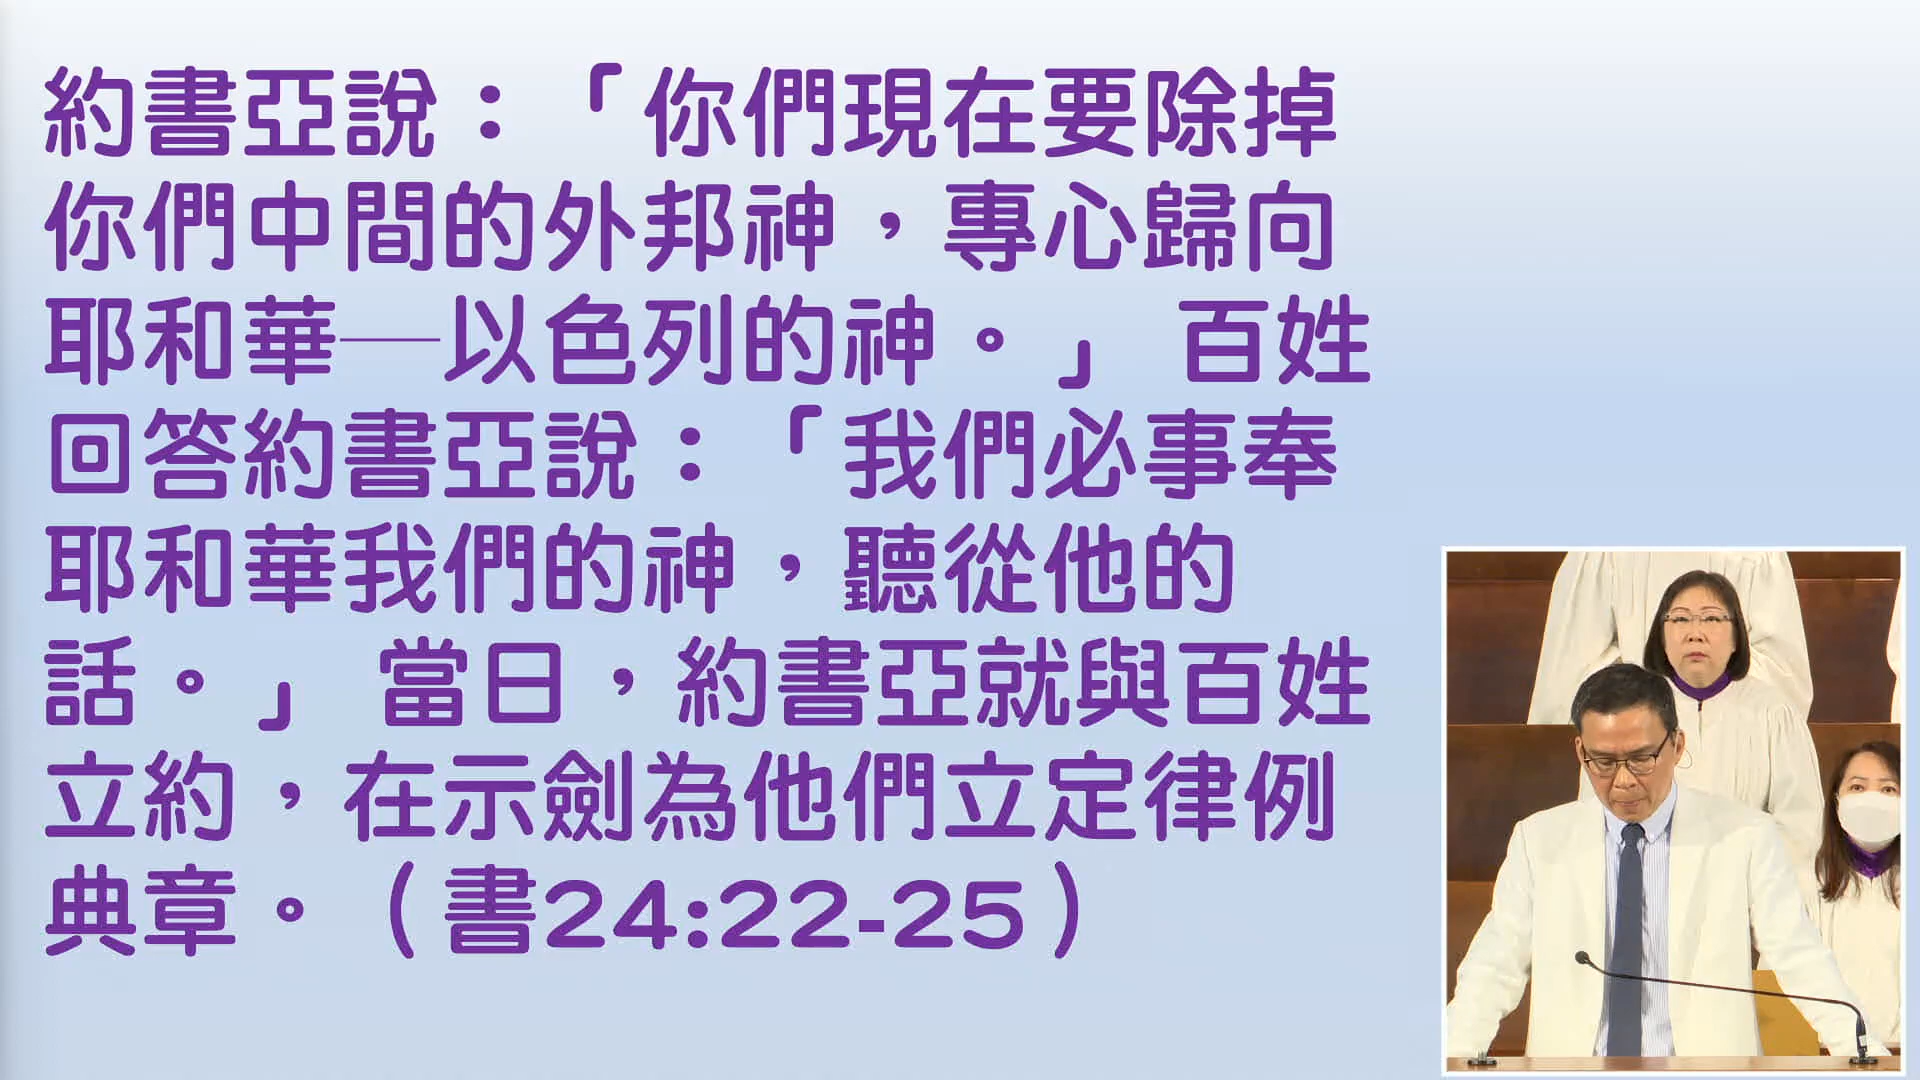 約書亞說：「你們現在要除掉
你們中間的外邦神，專心歸向
耶和華─以色列的神。」 百姓
回答約書亞說：「我們必事奉
耶和華我們的神，聽從他的
話。」 當日，約書亞就與百姓
立約，在示劍為他們立定律例
典章。（書24:22-25）